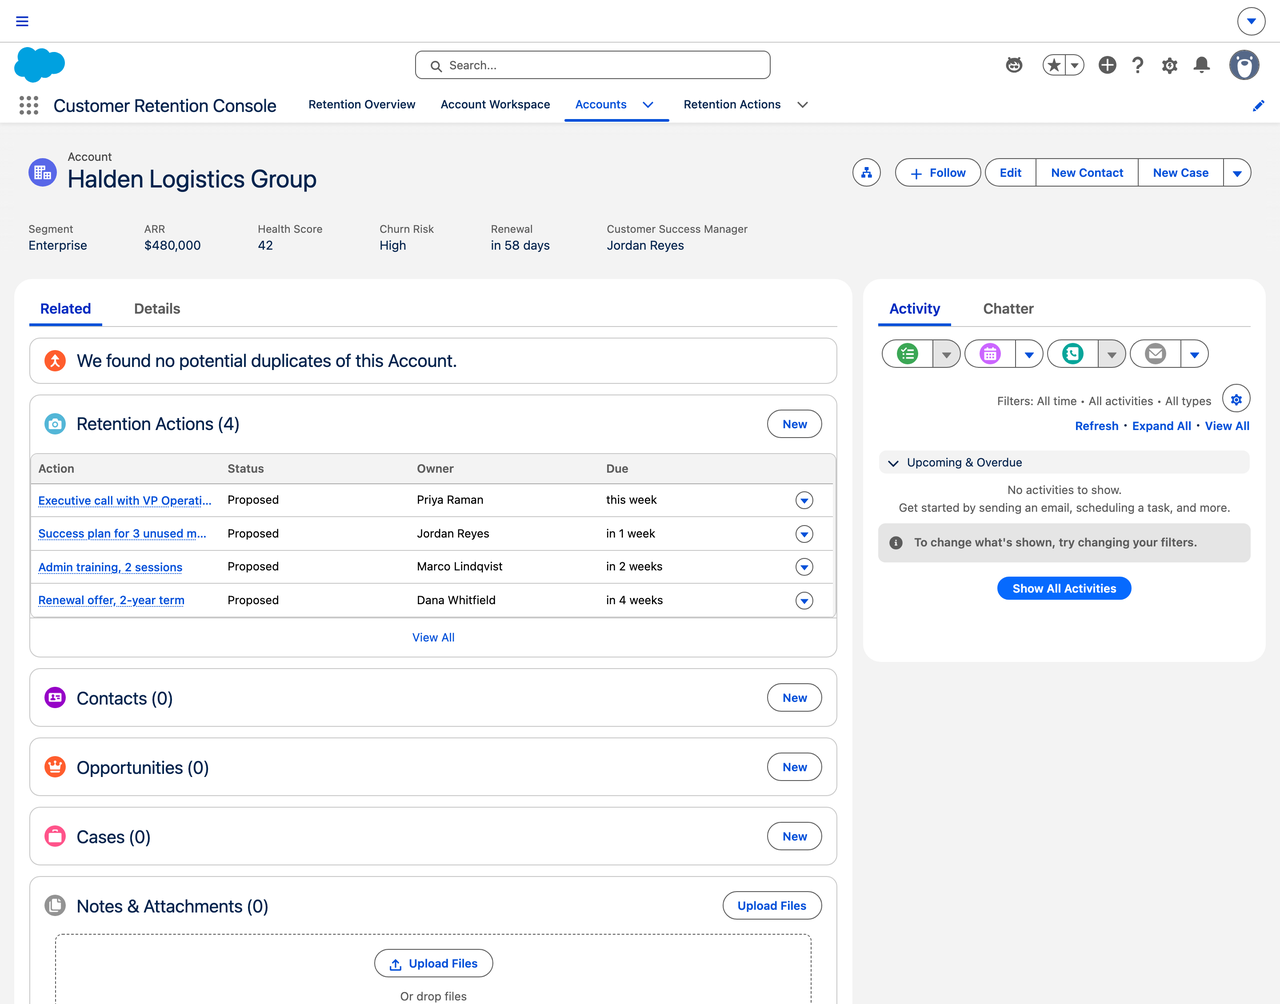 Search...
Customer Retention Console
Retention Overview
Account Workspace
Accounts
Retention Actions
Account
Halden Logistics Group
Follow
Edit
New Contact
New Case
Segment
Enterprise
ARR
$480,000
Health Score
42
Churn Risk
High
Renewal
in 58 days
Customer Success Manager
Jordan Reyes
Related
Details
We found no potential duplicates of this Account.
Retention Actions (4)
New
Action Status Owner Due
Executive call with VP Operati... Proposed Priya Raman this week
Success plan for 3 unused m... Proposed Jordan Reyes in 1 week
Admin training, 2 sessions Proposed Marco Lindqvist in 2 weeks
Renewal offer, 2-year term Proposed Dana Whitfield in 4 weeks
View All
Contacts (0)
New
Opportunities (0)
New
Cases (0)
New
Notes & Attachments (0)
Upload Files
Upload Files
Or drop files
Activity
Chatter
Filters: All time • All activities • All types
Refresh • Expand All • View All
Upcoming & Overdue
No activities to show.
Get started by sending an email, scheduling a task, and more.
To change what's shown, try changing your filters.
Show All Activities